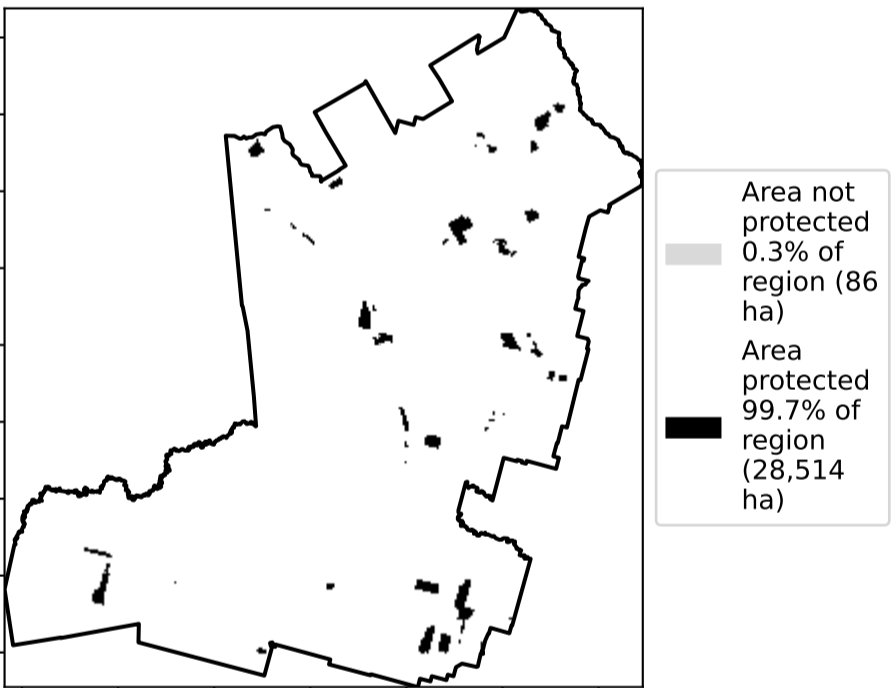 Area not
protected
0.3% of
region (86
ha)
Area
protected
99.7% of
region
(28,514
ha)